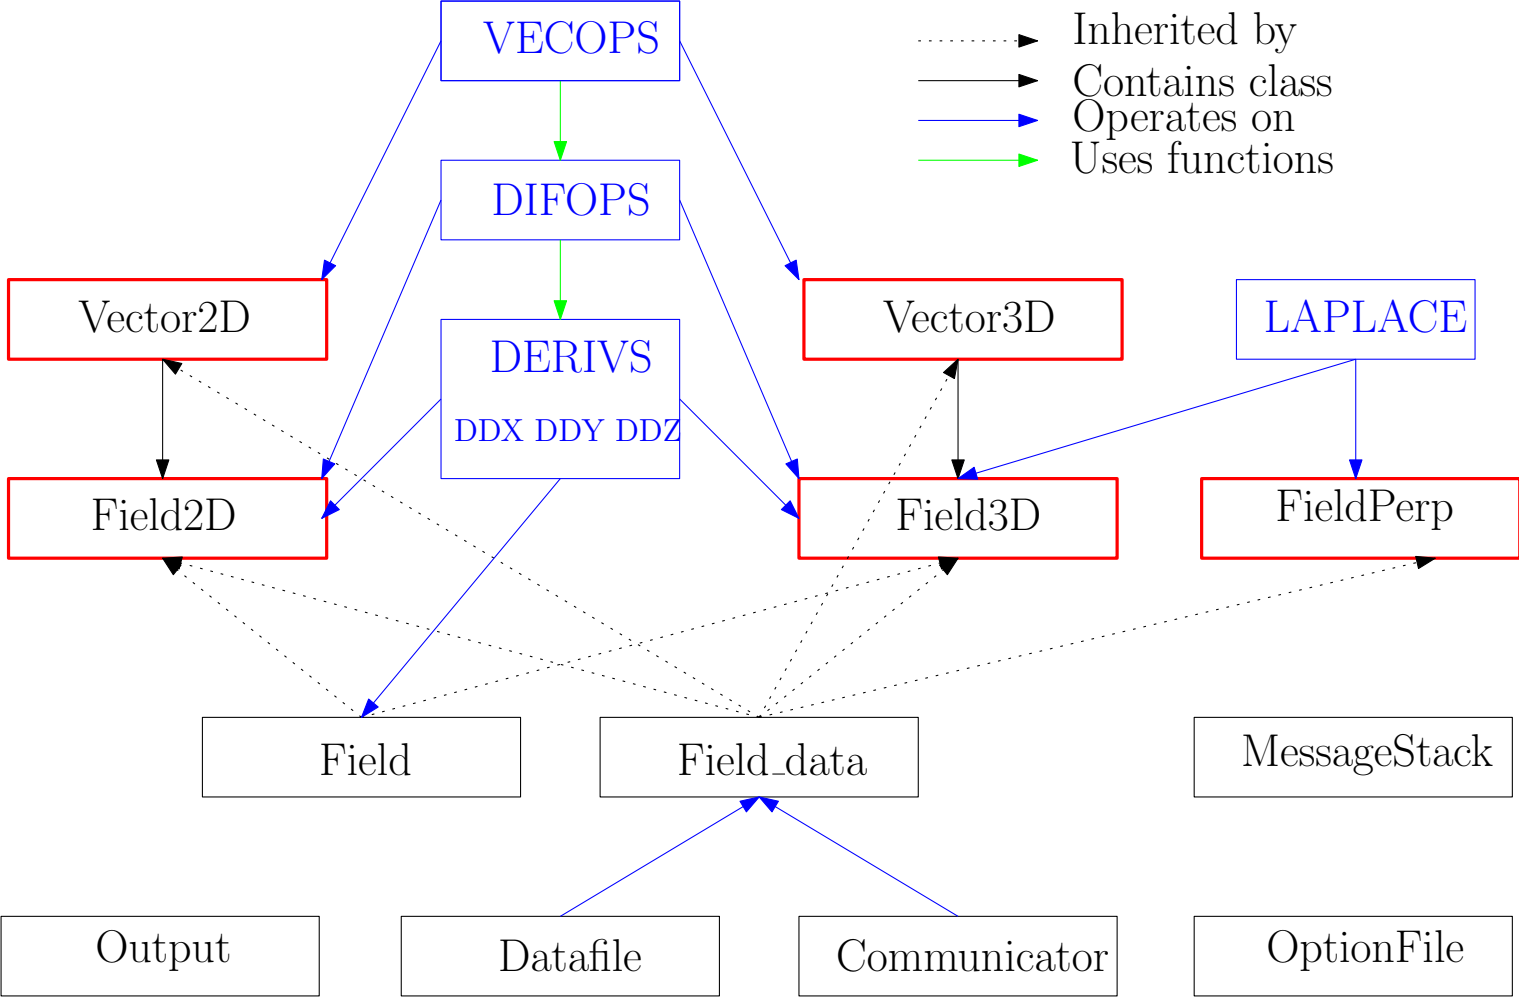 VECOPS
Inherited by
Contains class
Operates on
Uses functions
DIFOPS
Vector2D
Vector3D
LAPLACE
DERIVS
DDX DDY DDZ
Field2D
Field3D
FieldPerp
Field
Field_data
MessageStack
Output
Datafile
Communicator
OptionFile